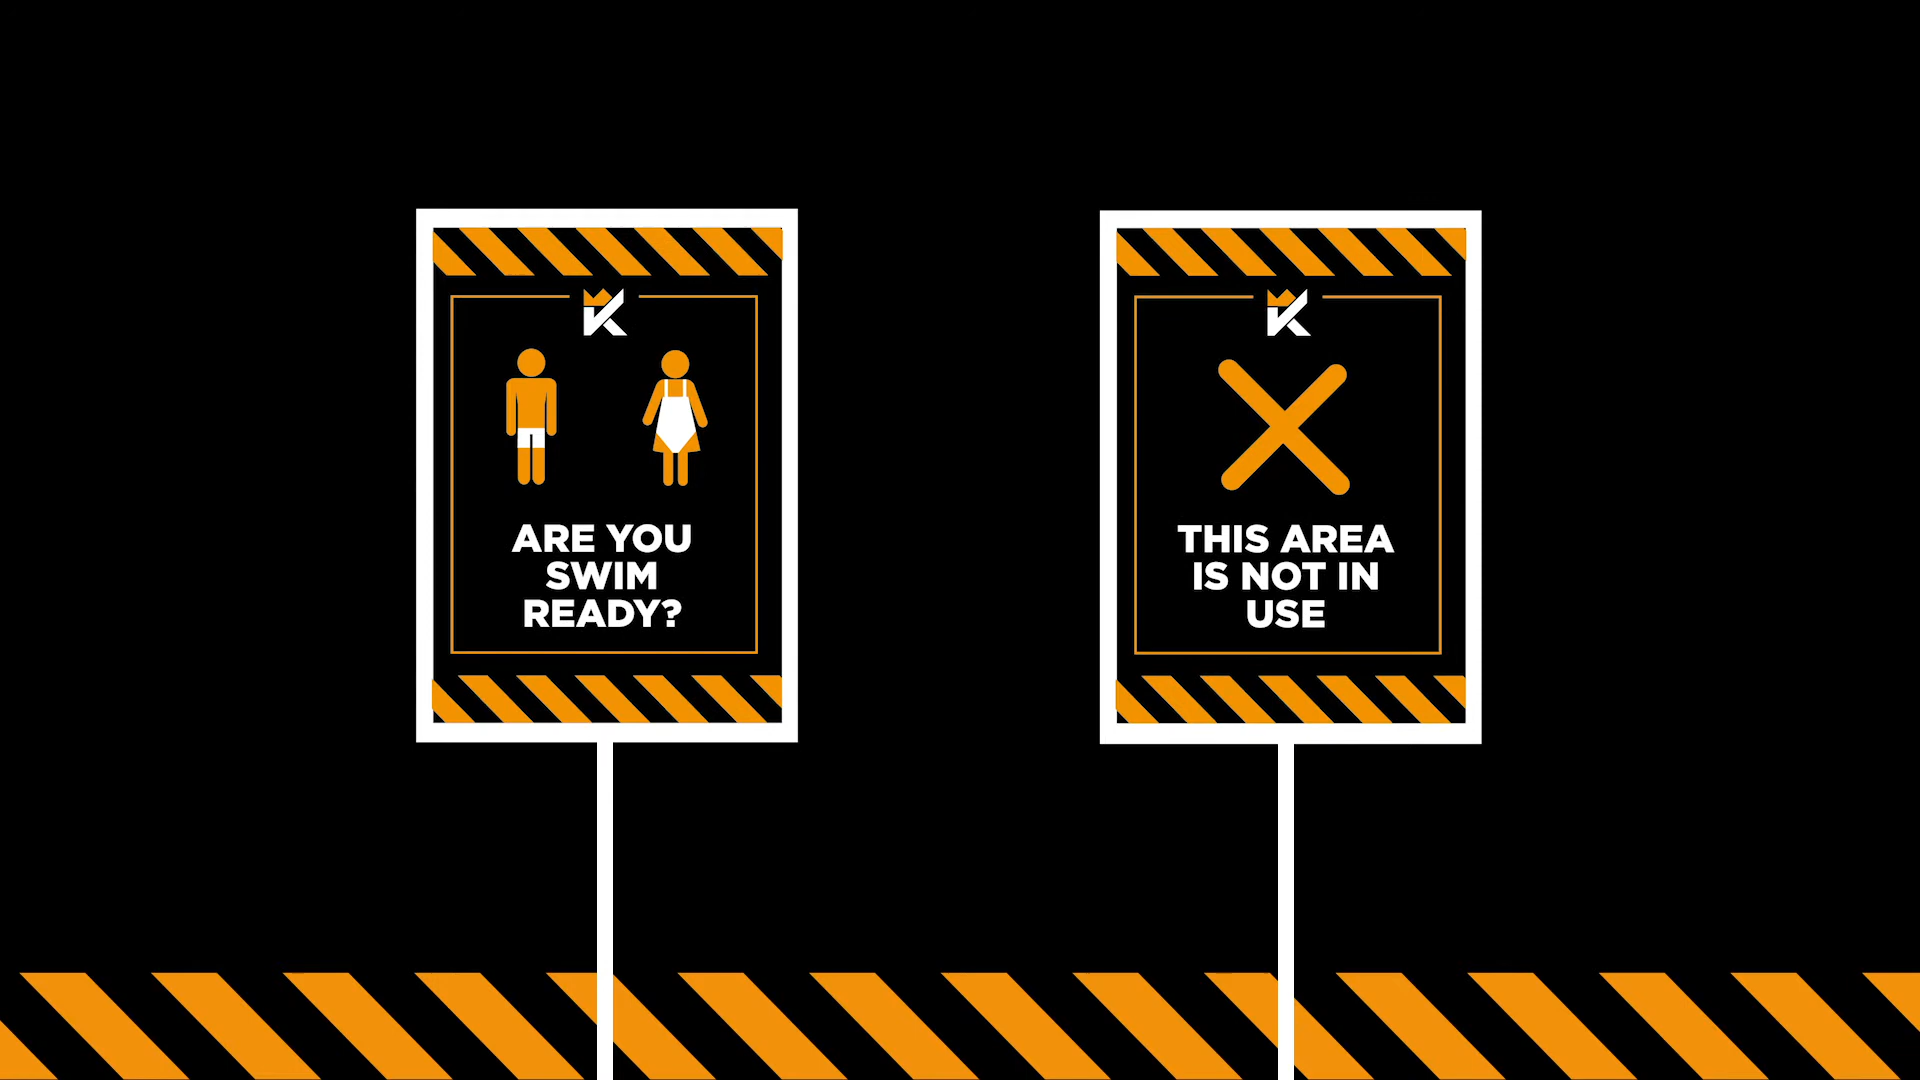 K
ARE YOU
SWIM
READY?
K
THIS AREA
IS NOT IN
USE